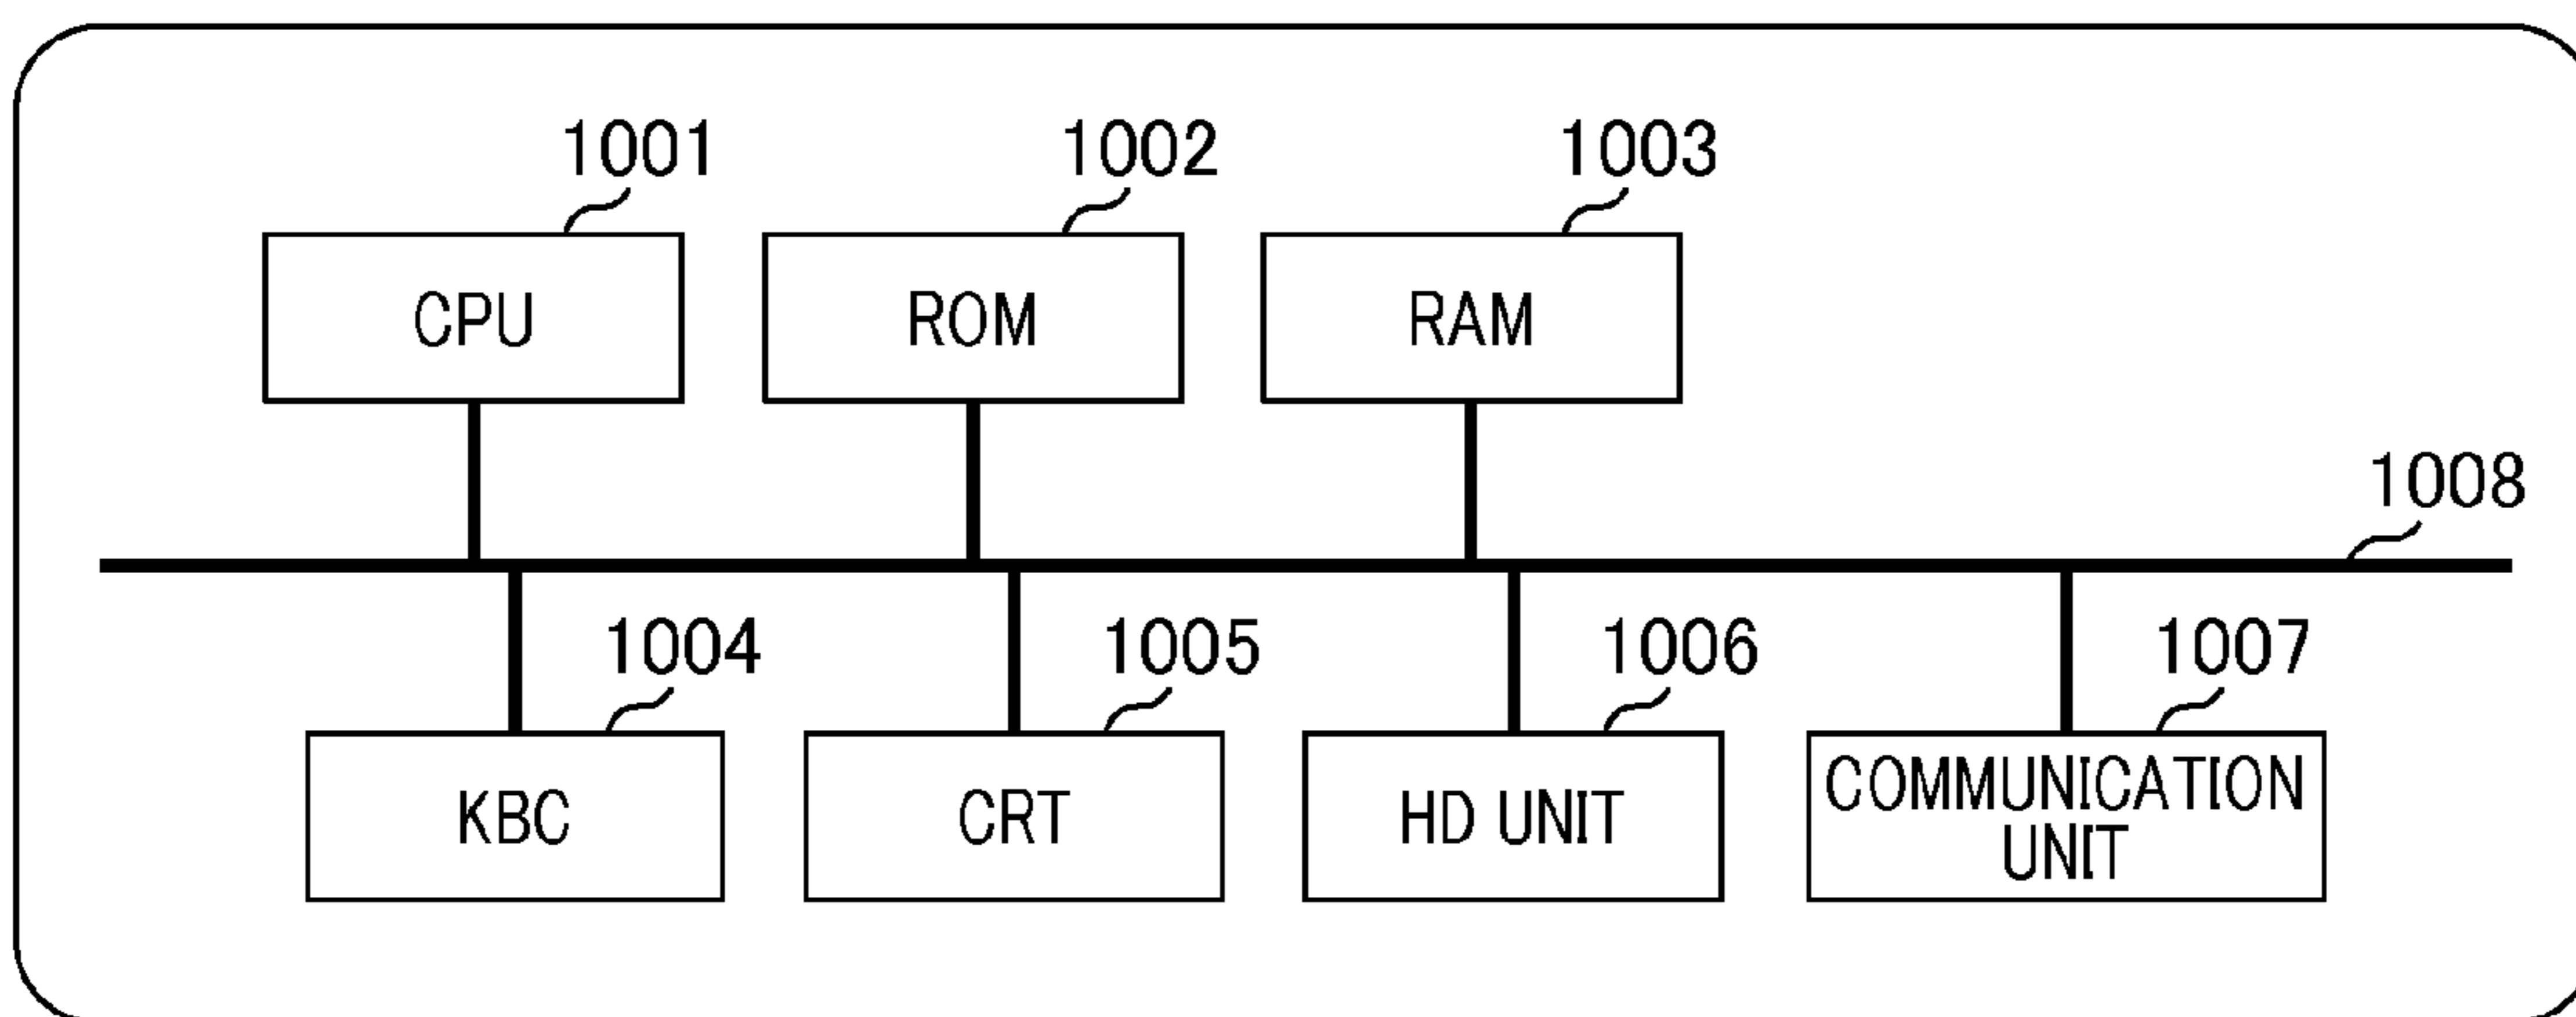 1001 1002 1003
CPU ROM RAM
1008
1004 1005 1006 1007
KBC CRT HD UNIT COMMUNICATION
UNIT